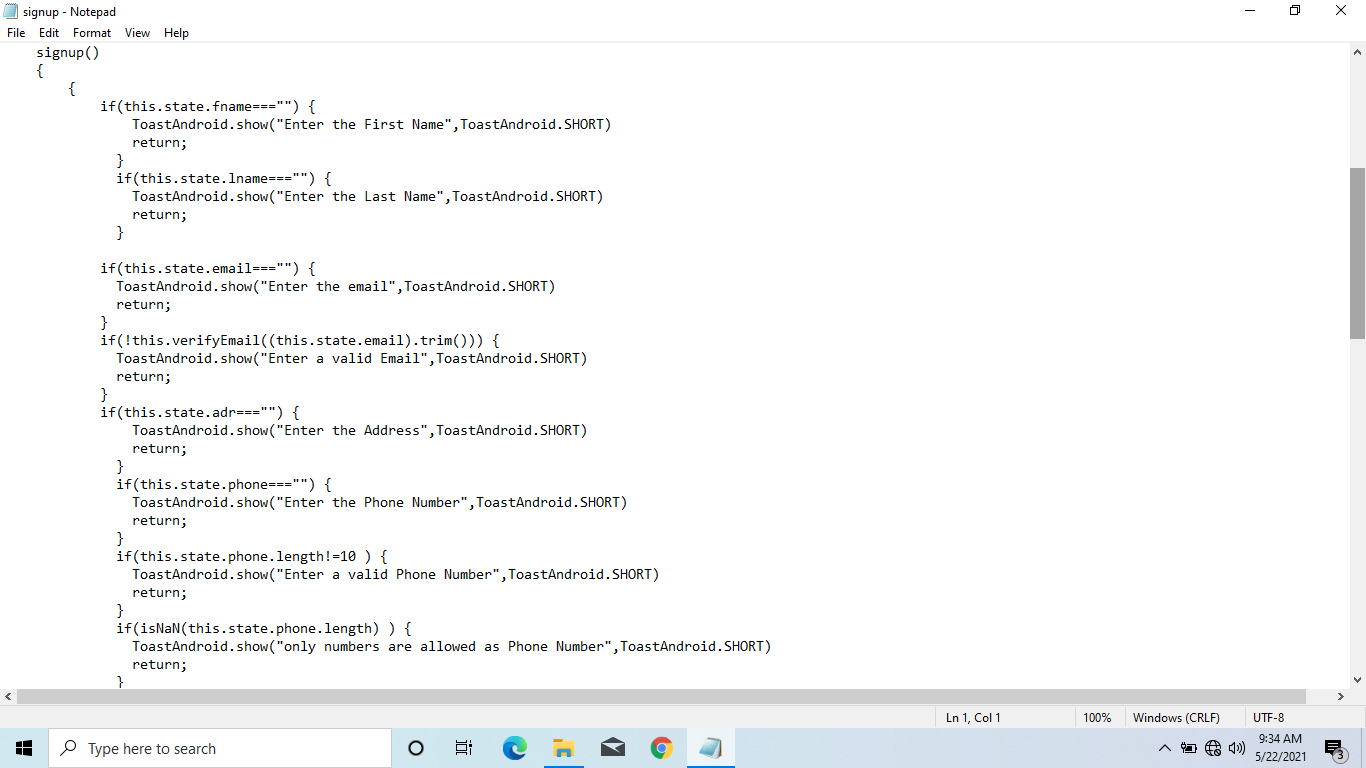 signup - Notepad
File Edit Format View Help
signup()
{
{
if(this.state.fname==="") {
ToastAndroid.show("Enter the First Name",ToastAndroid.SHORT)
return;
}
if(this.state.lname==="") {
ToastAndroid.show("Enter the Last Name",ToastAndroid.SHORT)
return;
}
if(this.state.email==="") {
ToastAndroid.show("Enter the email",ToastAndroid.SHORT)
return;
}
if(!this.verifyEmail((this.state.email).trim())) {
ToastAndroid.show("Enter a valid Email",ToastAndroid.SHORT)
return;
}
if(this.state.adr==="") {
ToastAndroid.show("Enter the Address",ToastAndroid.SHORT)
return;
}
if(this.state.phone==="") {
ToastAndroid.show("Enter the Phone Number",ToastAndroid.SHORT)
return;
}
if(this.state.phone.length!=10 ) {
ToastAndroid.show("Enter a valid Phone Number",ToastAndroid.SHORT)
return;
}
if(isNaN(this.state.phone.length) ) {
ToastAndroid.show("only numbers are allowed as Phone Number",ToastAndroid.SHORT)
return;
}
Ln 1, Col 1 100% Windows (CRLF) UTF-8
Type here to search
9:34 AM
5/22/2021
3